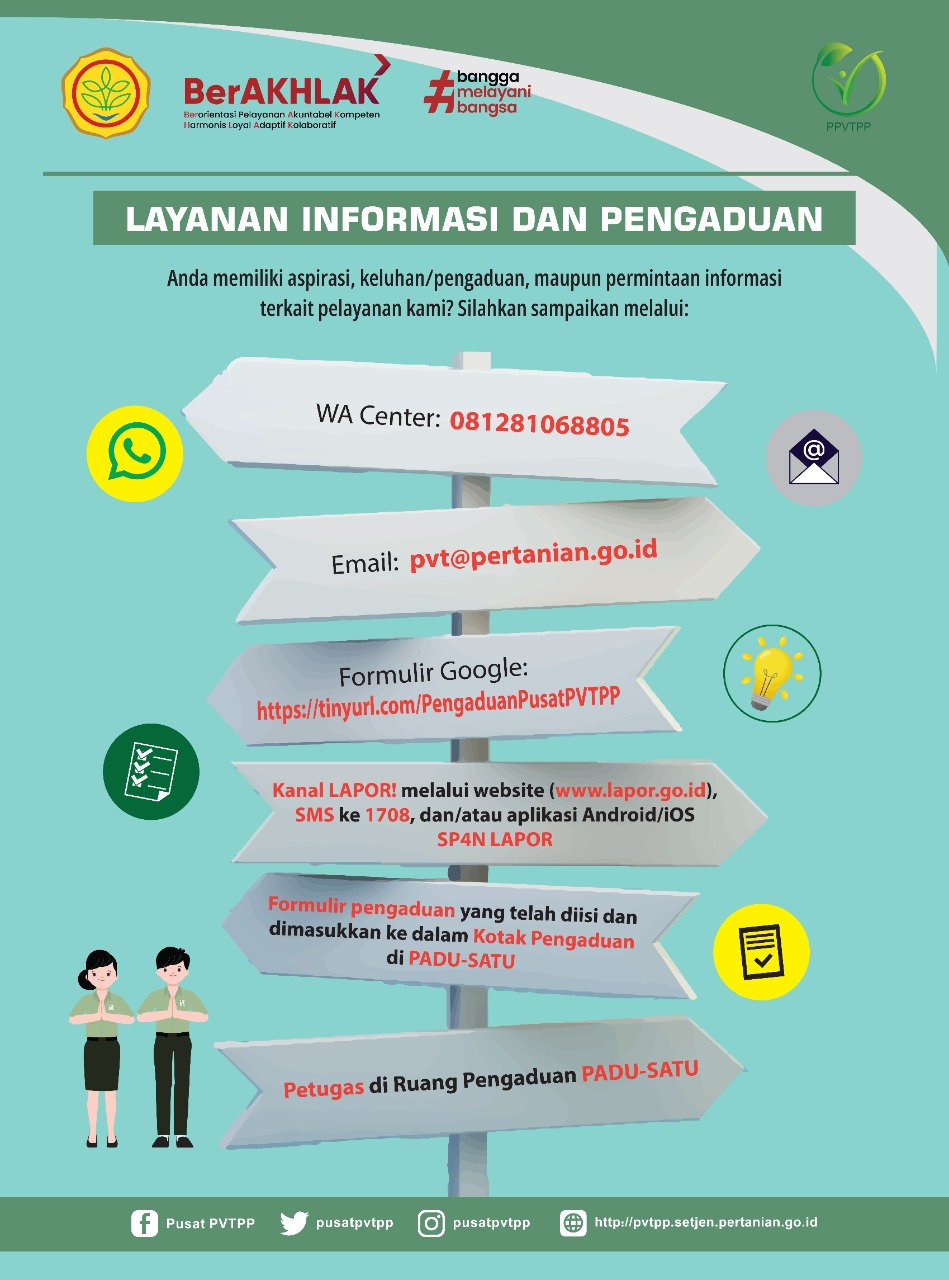 BerAKHLAK
Berorientasi Pelayanan Akuntabel Kompeten
Harmonis Loyal Adaptif Kolaboratif
#bangga
melayani
bangsa
PPVTPP
LAYANAN INFORMASI DAN PENGADUAN
Anda memiliki aspirasi, keluhan/pengaduan, maupun permintaan informasi
terkait pelayanan kami? Silahkan sampaikan melalui:
WA Center: 081281068805
@
Email: pvt@pertanian.go.id
Formulir Google:
https://tinyurl.com/PengaduanPusatPVTPP
Kanal LAPOR! melalui website (www.lapor.go.id),
SMS ke 1708, dan/atau aplikasi Android/iOS
SP4N LAPOR
Formulir pengaduan yang telah diisi dan
dimasukkan ke dalam Kotak Pengaduan
di PADU-SATU
Petugas di Ruang Pengaduan PADU-SATU
Pusat PVTPP
pusatpvtpp
pusatpvtpp
http://pvtpp.setjen.pertanian.go.id